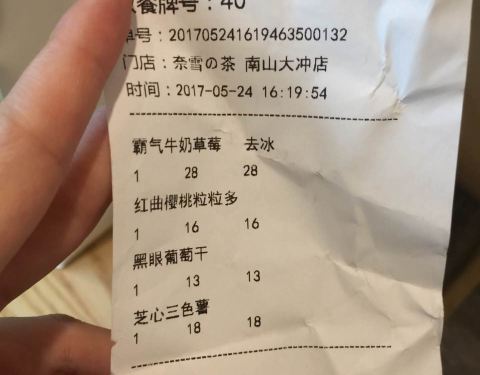 餐牌号：40
单号：201705241619463500132
门店：奈雪の茶 南山大冲店
时间：2017-05-24 16:19:54
霸气牛奶草莓 去冰
1 28 28
红曲樱桃粒粒多
1 16 16
黑眼葡萄干
1 13 13
芝心三色薯
1 18 18